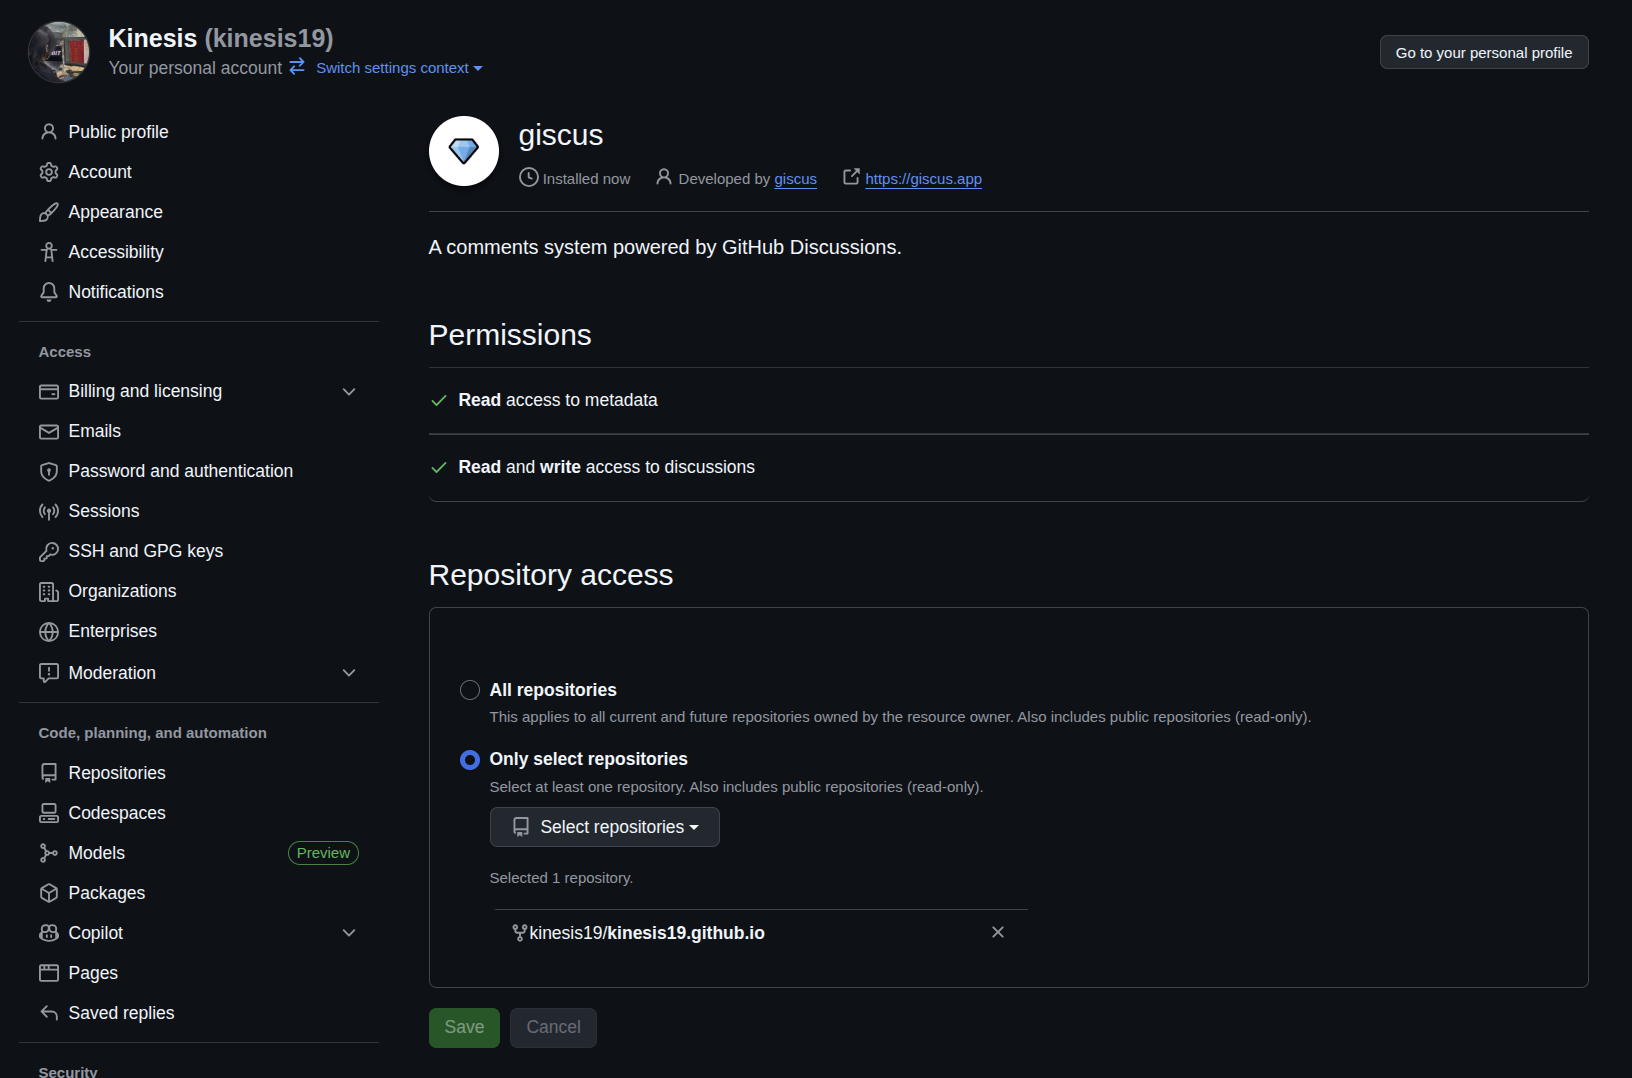 Kinesis (kinesis19)
Your personal account Switch settings context
Go to your personal profile
Public profile
Account
Appearance
Accessibility
Notifications
Access
Billing and licensing
Emails
Password and authentication
Sessions
SSH and GPG keys
Organizations
Enterprises
Moderation
Code, planning, and automation
Repositories
Codespaces
Models Preview
Packages
Copilot
Pages
Saved replies
Security
giscus
Installed now Developed by giscus https://giscus.app
A comments system powered by GitHub Discussions.
Permissions
Read access to metadata
Read and write access to discussions
Repository access
All repositories
This applies to all current and future repositories owned by the resource owner. Also includes public repositories (read-only).
Only select repositories
Select at least one repository. Also includes public repositories (read-only).
Select repositories
Selected 1 repository.
kinesis19/kinesis19.github.io
Save Cancel